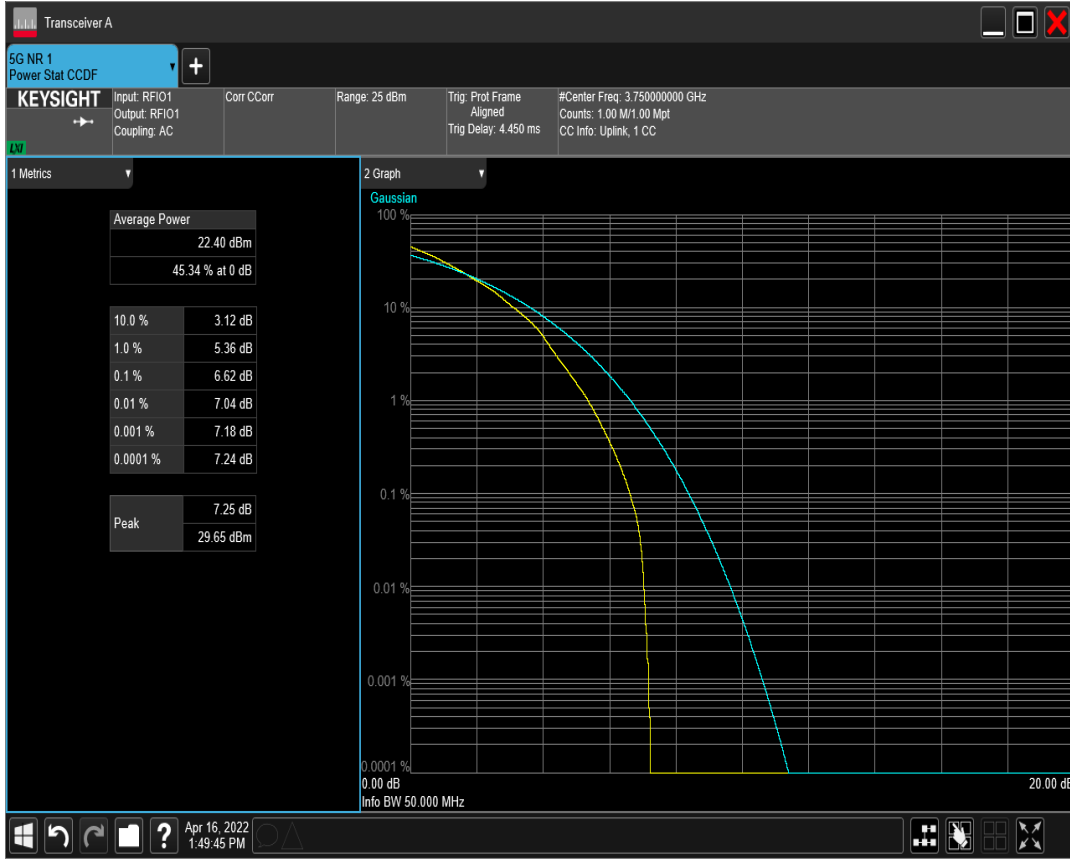 Transceiver A
5G NR 1
Power Stat CCDF
+
KEYSIGHT
LXI
Input: RFIO1
Output: RFIO1
Coupling: AC
Corr CCorr
Range: 25 dBm
Trig: Prot Frame
Aligned
Trig Delay: 4.450 ms
#Center Freq: 3.750000000 GHz
Counts: 1.00 M/1.00 Mpt
CC Info: Uplink, 1 CC
1 Metrics
Average Power
22.40 dBm
45.34 % at 0 dB
10.0 % 3.12 dB
1.0 % 5.36 dB
0.1 % 6.62 dB
0.01 % 7.04 dB
0.001 % 7.18 dB
0.0001 % 7.24 dB
Peak
7.25 dB
29.65 dBm
2 Graph
Gaussian
100 %
10 %
1 %
0.1 %
0.01 %
0.001 %
0.0001 %
0.00 dB
20.00 dB
Info BW 50.000 MHz
?
Apr 16, 2022
1:49:45 PM